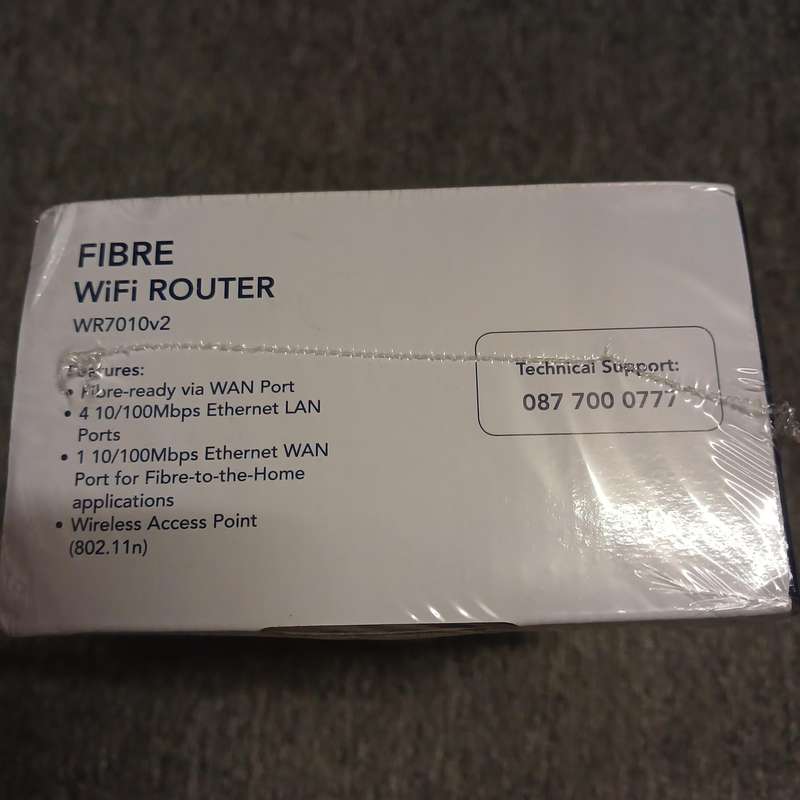 FIBRE
WiFi ROUTER
WR7010v2
Features:
• Fibre-ready via WAN Port
• 4 10/100Mbps Ethernet LAN
Ports
• 1 10/100Mbps Ethernet WAN
Port for Fibre-to-the-Home
applications
• Wireless Access Point
(802.11n)
Technical Support:
087 700 0777